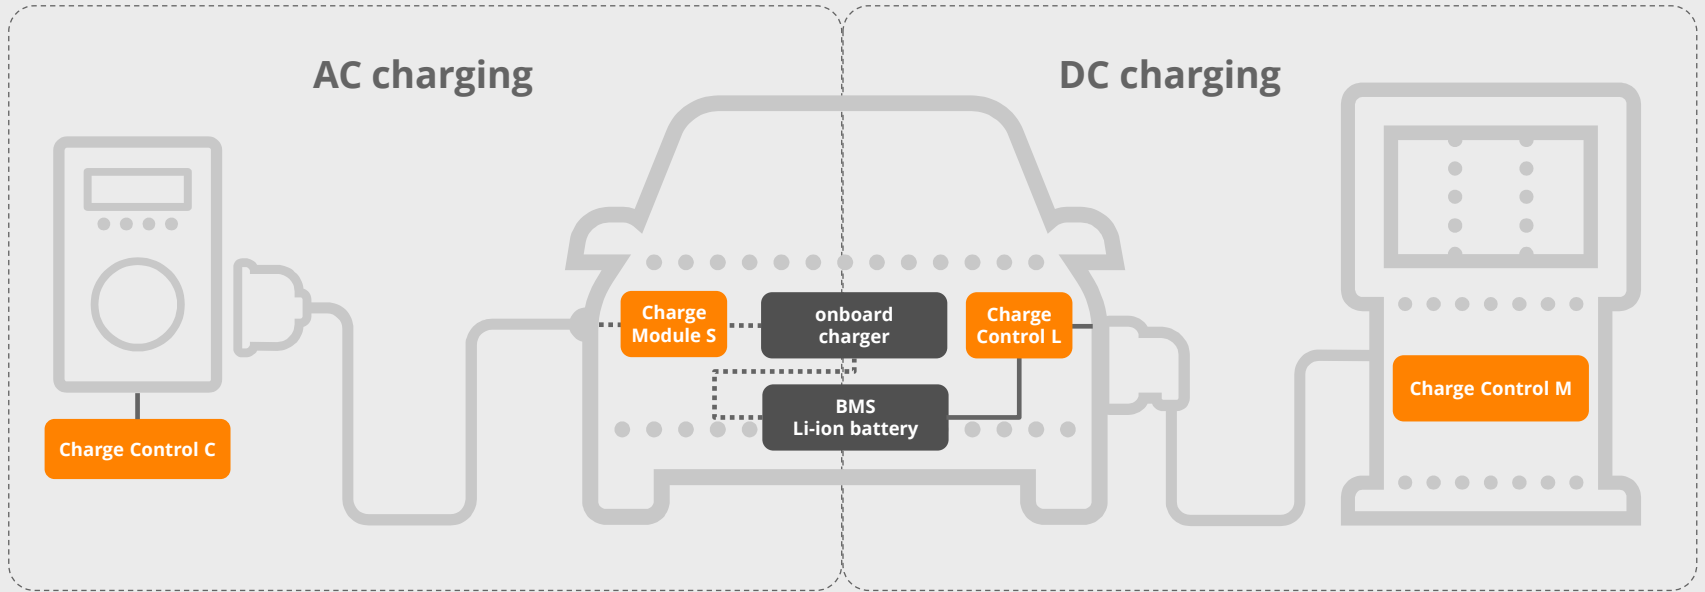 AC charging
DC charging
Charge
Module S
onboard
charger
Charge
Control L
BMS
Li-ion battery
Charge Control M
Charge Control C